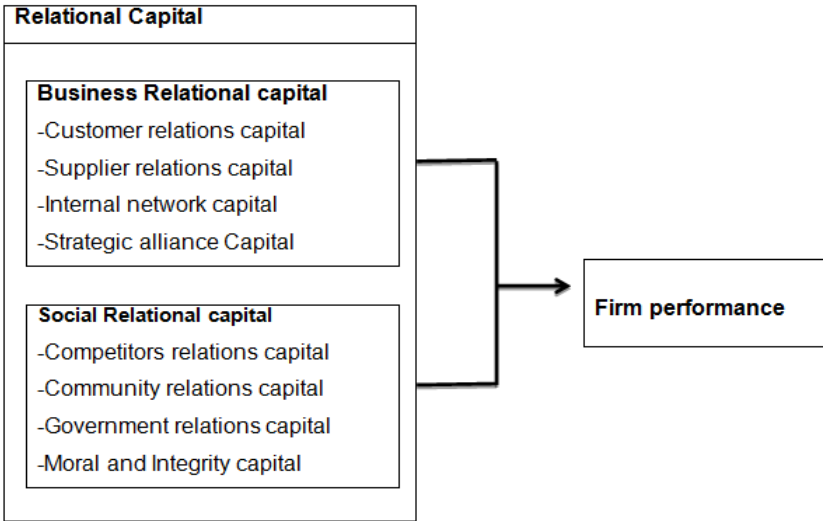 Relational Capital
Business Relational capital
-Customer relations capital
-Supplier relations capital
-Internal network capital
-Strategic alliance Capital
Social Relational capital
-Competitors relations capital
-Community relations capital
-Government relations capital
-Moral and Integrity capital
Firm performance